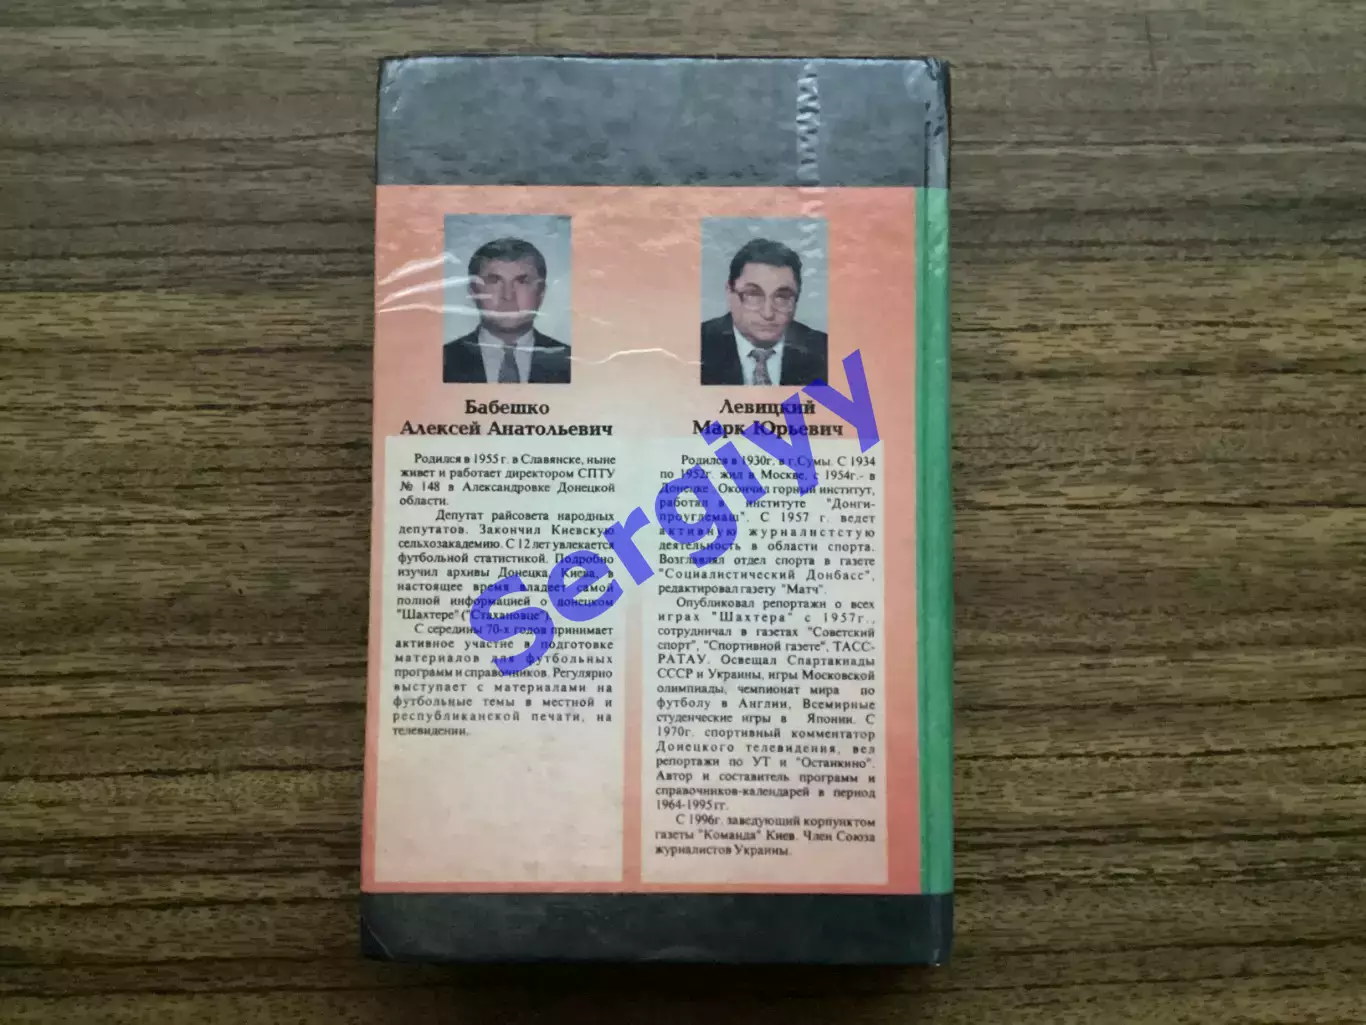 Бабешко
Алексей Анатольевич
Родился в 1955 г. в Славянске, ныне
живет и работает директором СПТУ
№ 148 в Александровке Донецкой
области.
Депутат райсовета народных
депутатов. Закончил Киевскую
сельхозакадемию. С 12 лет увлекается
футбольной статистикой. Подробно
изучил архивы Донецка, Киева, в
настоящее время владеет самой
полной информацией о донецком
"Шахтере" ("Стахановце")
С середины 70-х годов принимает
активное участие в подготовке
материалов для футбольных
программ и справочников. Регулярно
выступает с материалами на
футбольные темы в местной и
республиканской печати, на
телевидении.
Левицкий
Марк Юрьевич
Родился в 1930г. в г.Сумы. С 1934
по 1952г. жил в Москве, с 1954г.- в
Донецке. Окончил горный институт,
работал в институте "Донги-
проуглемаш". С 1957 г. ведет
активную журналистстую
деятельность в области спорта.
Возглавлял отдел спорта в газете
"Социалистический Донбасс",
редактировал газету "Матч".
Опубликовал репортажи о всех
играх "Шахтера" с 1957г.,
сотрудничал в газетах "Советский
спорт", "Спортивной газете", ТАСС-
РАТАУ. Освещал Спартакиады
СССР и Украины, игры Московской
олимпиады, чемпионат мира по
футболу в Англии, Всемирные
студенческие игры в Японии. С
1970г. спортивный комментатор
Донецкого телевидения, вел
репортажи по УТ и "Останкино".
Автор и составитель программ и
справочников-календарей в период
1964-1995гг.
С 1996г. заведующий корпунктом
газеты "Команда" Киев. Член Союза
журналистов Украины.
sergiyy